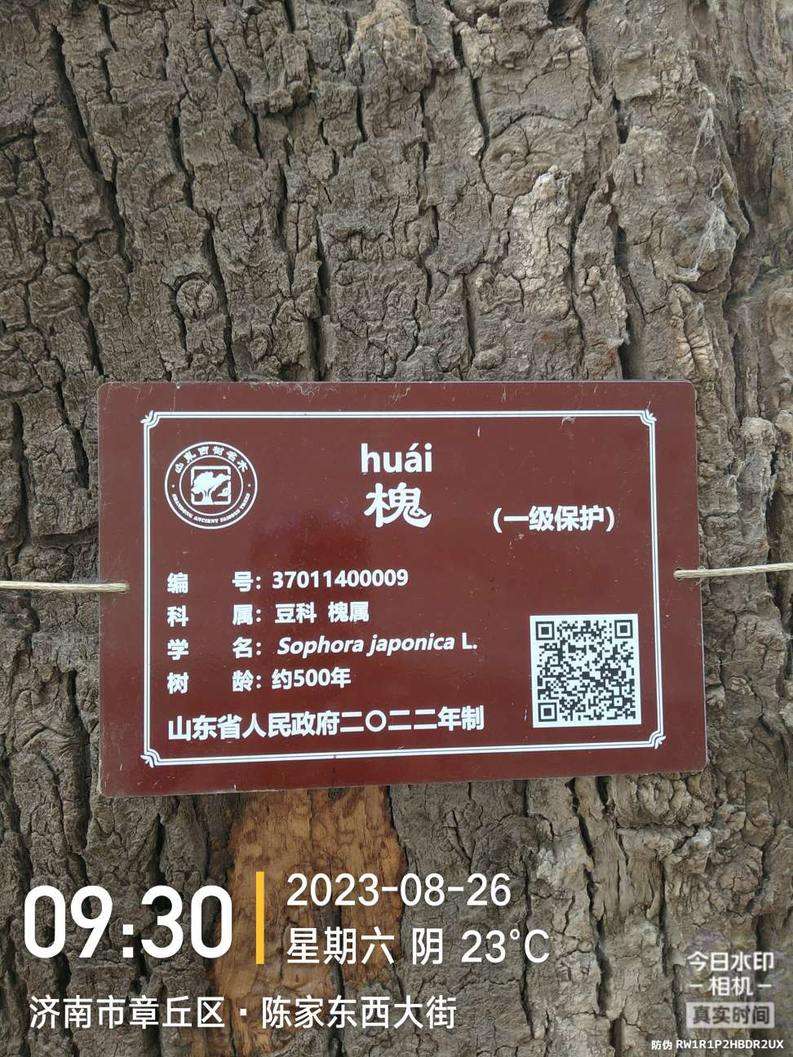 huái
槐
（一级保护）
编 号：37011400009
科 属：豆科 槐属
学 名：Sophora japonica L.
树 龄：约500年
山东省人民政府二〇二二年制
09:30
2023-08-26
星期六 阴 23°C
济南市章丘区·陈家东西大街
今日水印
相机
真实时间
防伪 RW1R1P2HBDR2UX